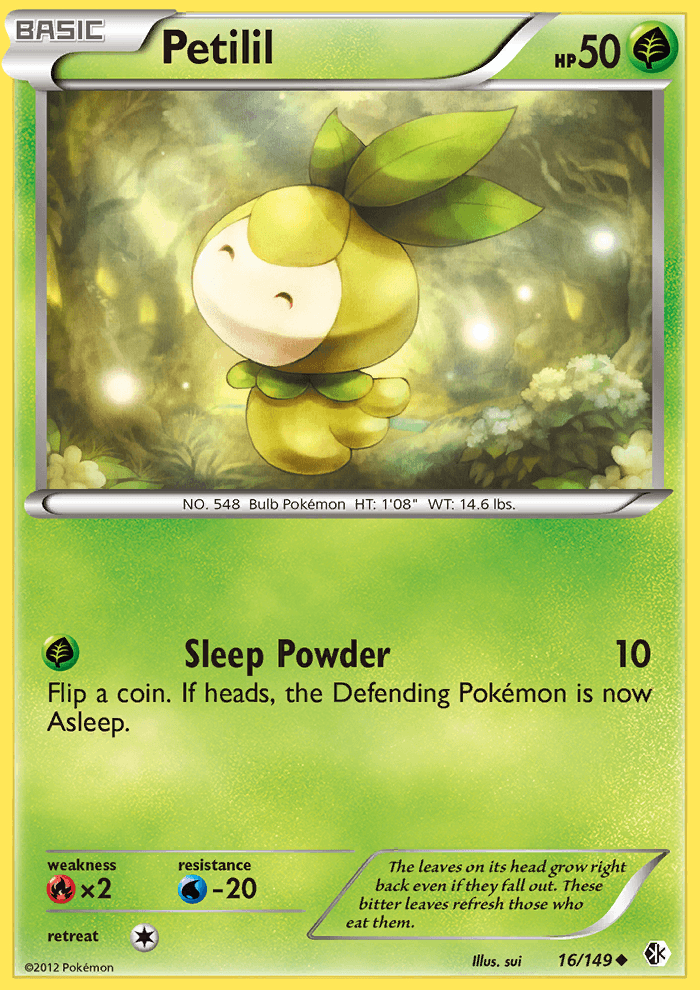 BASIC
Petilil
HP50
NO. 548 Bulb Pokémon HT: 1'08" WT: 14.6 lbs.
Sleep Powder 10
Flip a coin. If heads, the Defending Pokémon is now
Asleep.
weakness
×2
resistance
-20
retreat
The leaves on its head grow right
back even if they fall out. These
bitter leaves refresh those who
eat them.
©2012 Pokémon
Illus. sui
16/149